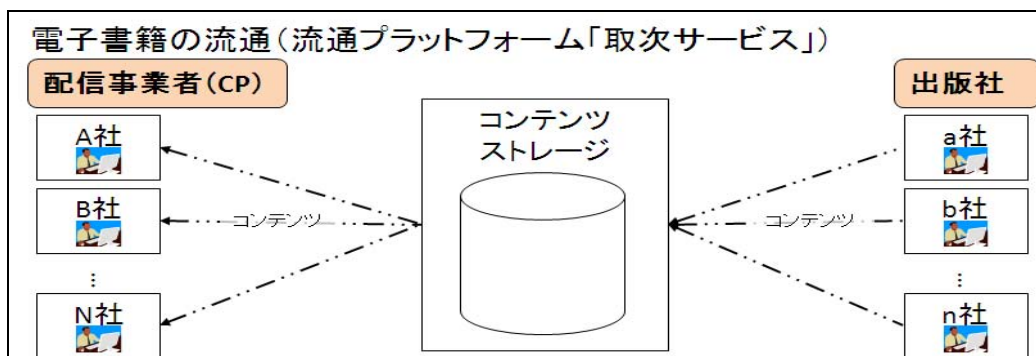 電子書籍の流通(流通プラットフォーム「取次サービス」)
配信事業者(CP)
出版社
コンテンツ
ストレージ
A社
B社
⋮
N社
コンテンツ
コンテンツ
a社
b社
⋮
n社